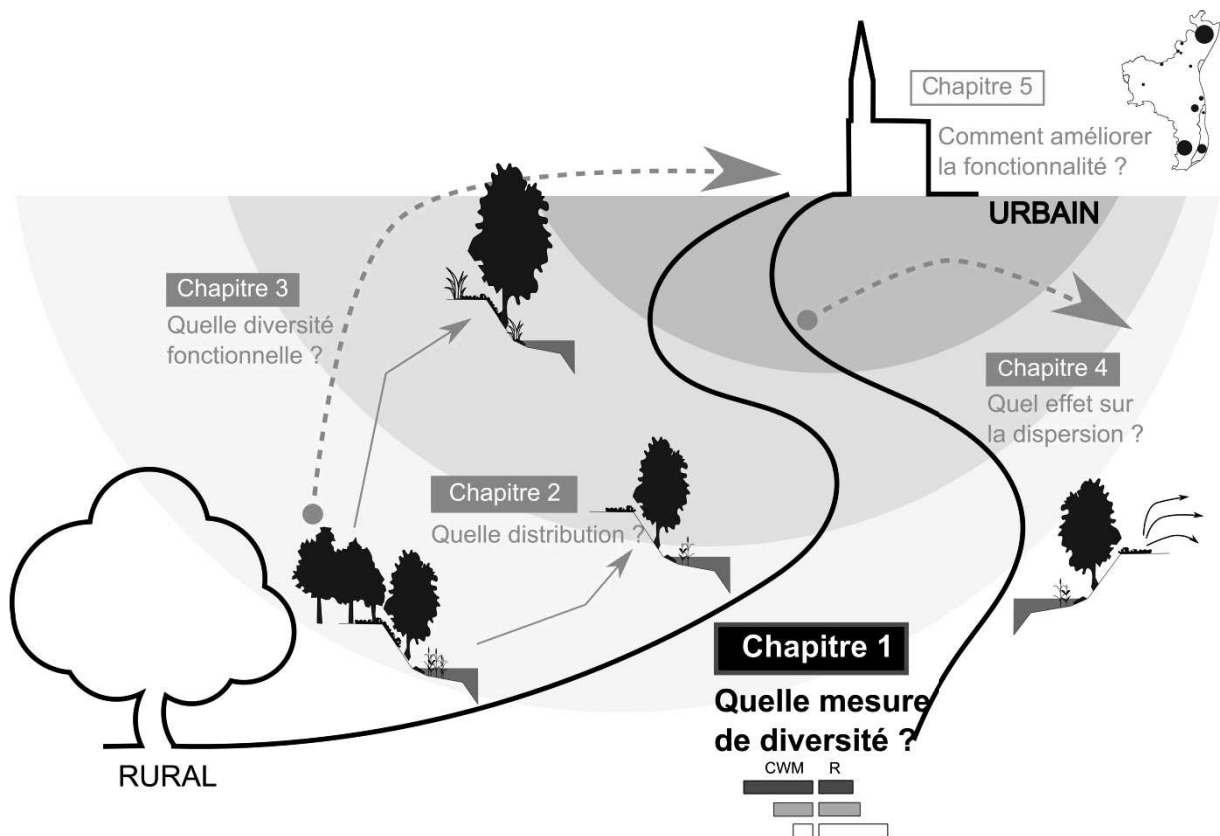 Chapitre 5
Comment améliorer
la fonctionnalité ?
URBAIN
Chapitre 3
Quelle diversité
fonctionnelle ?
Chapitre 4
Quel effet sur
la dispersion ?
Chapitre 2
Quelle distribution ?
Chapitre 1
Quelle mesure
de diversité ?
RURAL
CWM R